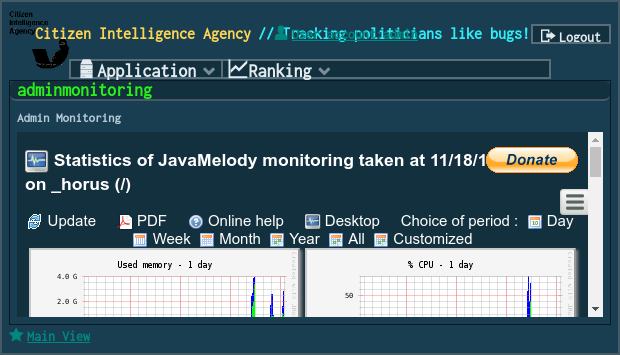 Citizen
Intelligence
Agency
Citizen Intelligence Agency // Tracking politicians like bugs!
Logout
Application
Ranking
adminmonitoring
Admin Monitoring
Statistics of JavaMelody monitoring taken at 11/18/1
Donate
on _horus (/)
Update PDF Online help Desktop Choice of period : Day
Week Month Year All Customized
Used memory - 1 day
4.0 G
2.0 G
% CPU - 1 day
50
Main View